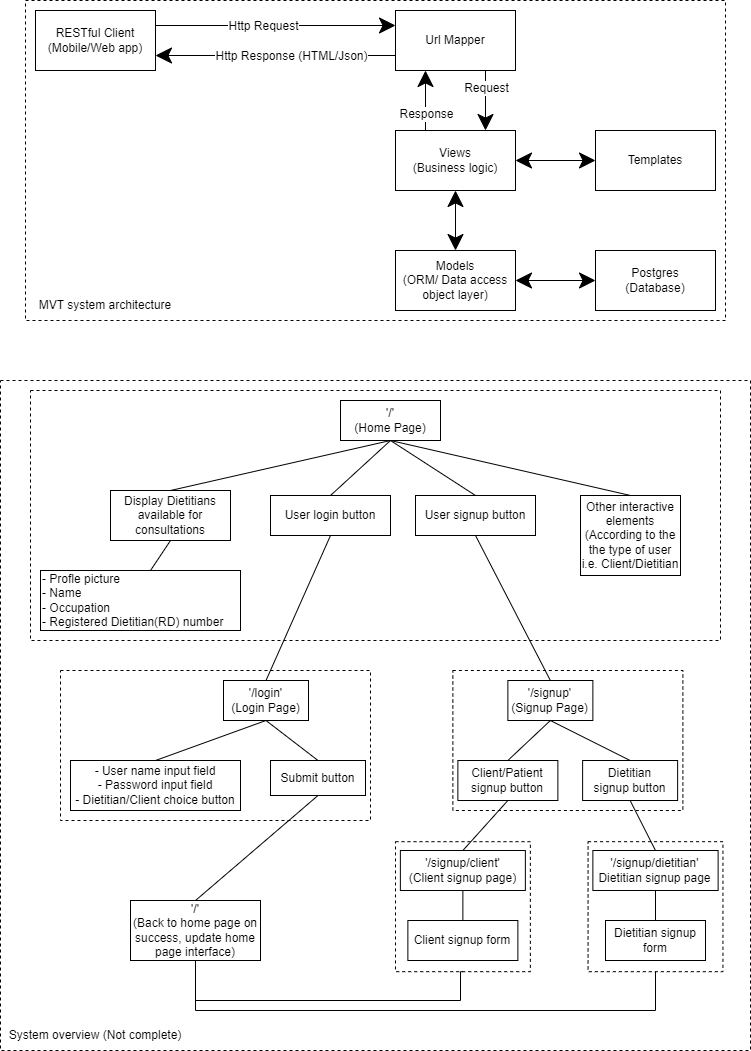 RESTful Client
(Mobile/Web app)
Http Request
Http Response (HTML/Json)
Url Mapper
Request
Response
Views
(Business logic)
Templates
Models
(ORM/ Data access
object layer)
Postgres
(Database)
MVT system architecture
'/'
(Home Page)
Display Dietitians
available for
consultations
User login button
User signup button
Other interactive
elements
(According to the
the type of user
i.e. Client/Dietitian
- Profle picture
- Name
- Occupation
- Registered Dietitian(RD) number
'/login'
(Login Page)
'/signup'
(Signup Page)
- User name input field
- Password input field
- Dietitian/Client choice button
Submit button
Client/Patient
signup button
Dietitian
signup button
'/signup/client'
(Client signup page)
'/signup/dietitian'
Dietitian signup page
'/'
(Back to home page on
success, update home
page interface)
Client signup form
Dietitian signup
form
System overview (Not complete)